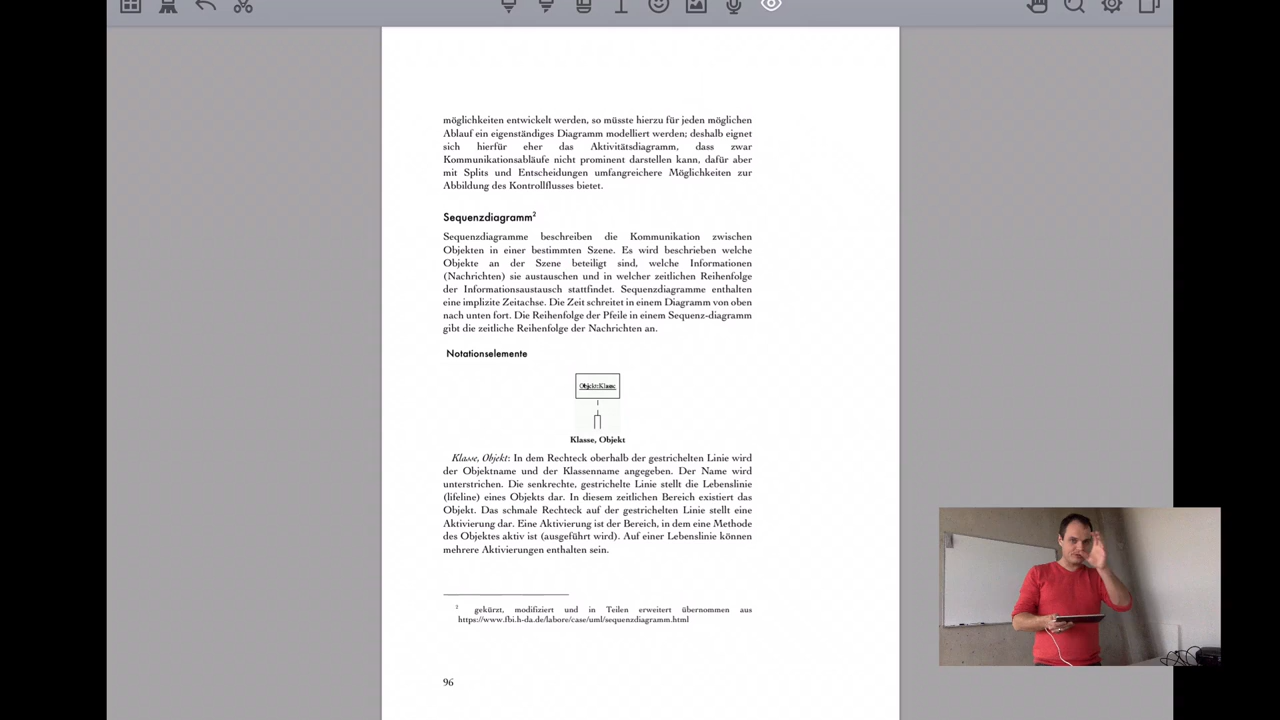 möglichkeiten entwickelt werden, so müsste hierzu für jeden möglichen
Ablauf ein eigenständiges Diagramm modelliert werden; deshalb eignet
sich hierfür eher das Aktivitätsdiagramm, dass zwar
Kommunikationsabläufe nicht prominent darstellen kann, dafür aber
mit Splits und Entscheidungen umfangreichere Möglichkeiten zur
Abbildung des Kontrollflusses bietet.
Sequenzdiagramm²
Sequenzdiagramme beschreiben die Kommunikation zwischen
Objekten in einer bestimmten Szene. Es wird beschrieben welche
Objekte an der Szene beteiligt sind, welche Informationen
(Nachrichten) sie austauschen und in welcher zeitlichen Reihenfolge
der Informationsaustausch stattfindet. Sequenzdiagramme enthalten
eine implizite Zeitachse. Die Zeit schreitet in einem Diagramm von oben
nach unten fort. Die Reihenfolge der Pfeile in einem Sequenz-diagramm
gibt die zeitliche Reihenfolge der Nachrichten an.
Notationselemente
Objekt:Klasse
Klasse, Objekt
Klasse, Objekt: In dem Rechteck oberhalb der gestrichelten Linie wird
der Objektname und der Klassenname angegeben. Der Name wird
unterstrichen. Die senkrechte, gestrichelte Linie stellt die Lebenslinie
(lifeline) eines Objekts dar. In diesem zeitlichen Bereich existiert das
Objekt. Das schmale Rechteck auf der gestrichelten Linie stellt eine
Aktivierung dar. Eine Aktivierung ist der Bereich, in dem eine Methode
des Objektes aktiv ist (ausgeführt wird). Auf einer Lebenslinie können
mehrere Aktivierungen enthalten sein.
² gekürzt, modifiziert und in Teilen erweitert übernommen aus
https://www.fbi.h-da.de/labore/case/uml/sequenzdiagramm.html
96